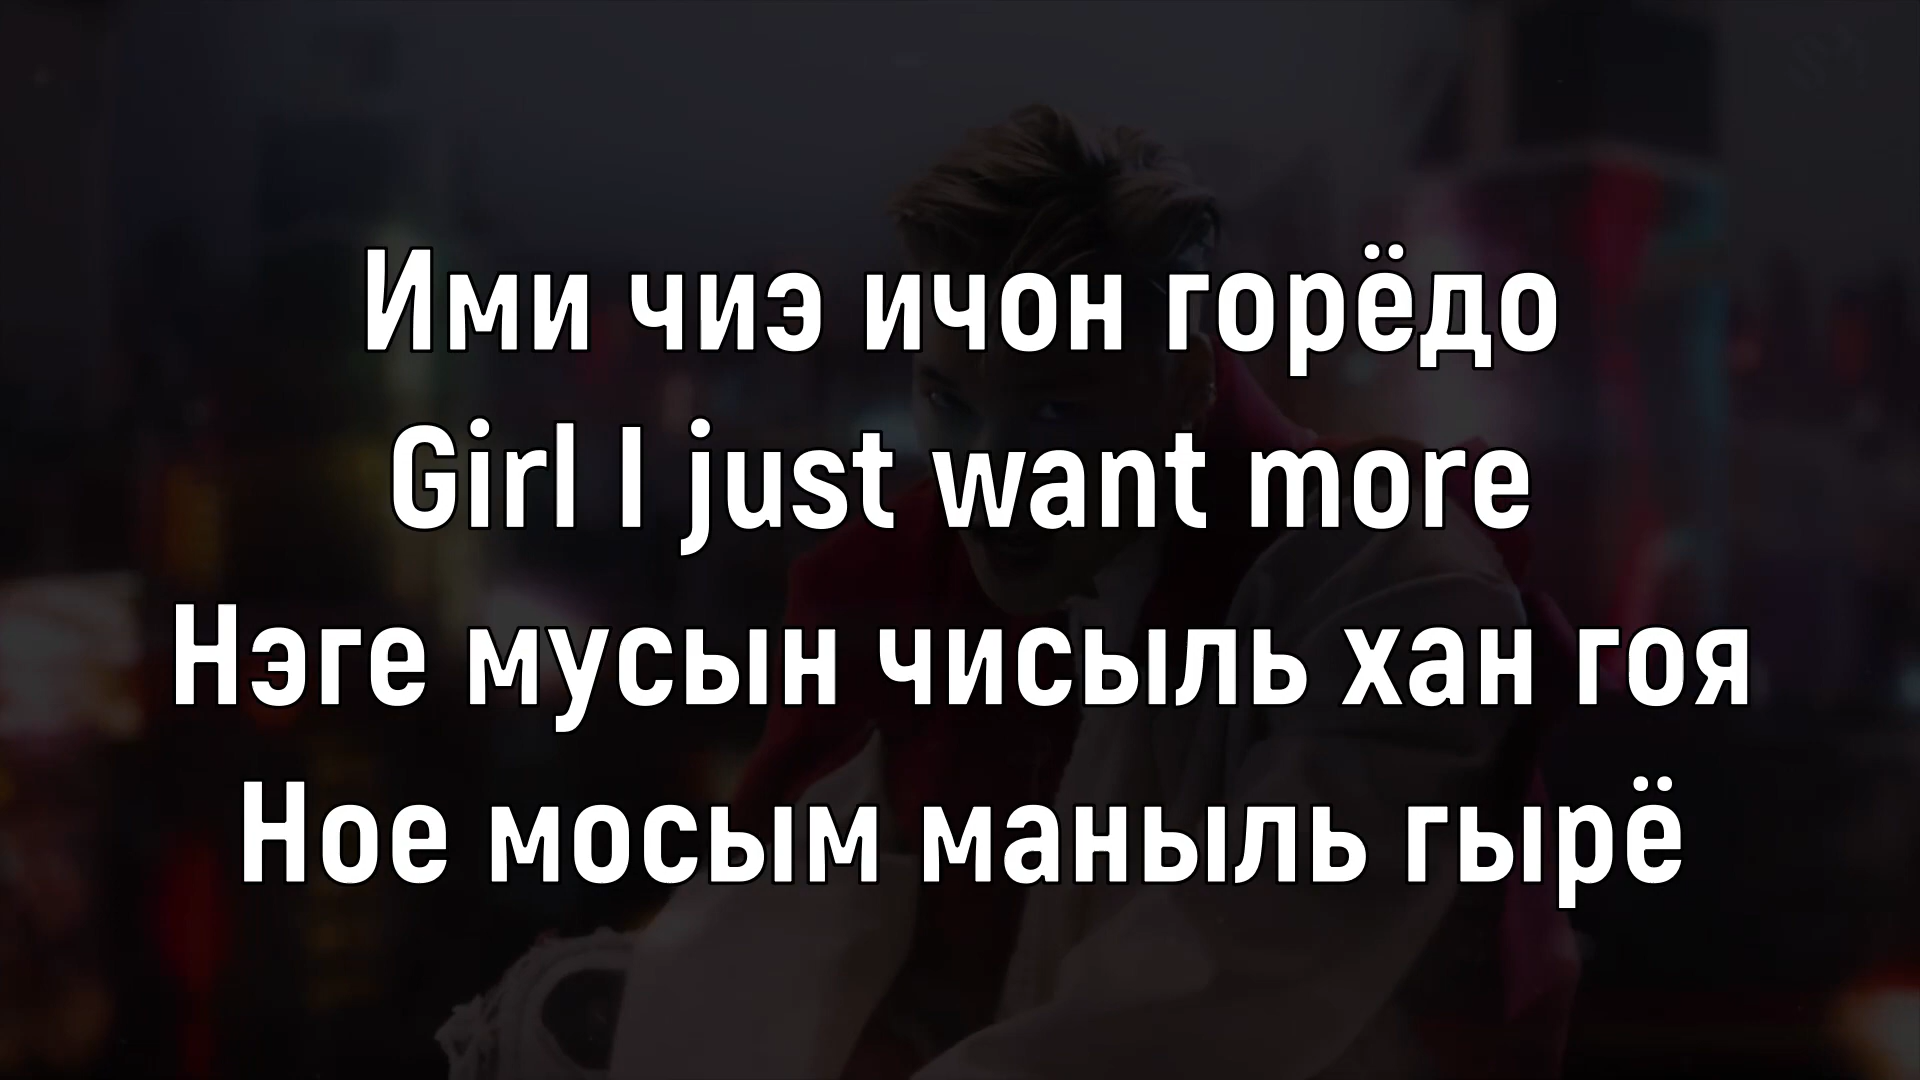 Ими чиэ ичон горёдо
Girl I just want more
Нэге мусын чисыль хан гоя
Ное мосым маныль гырё